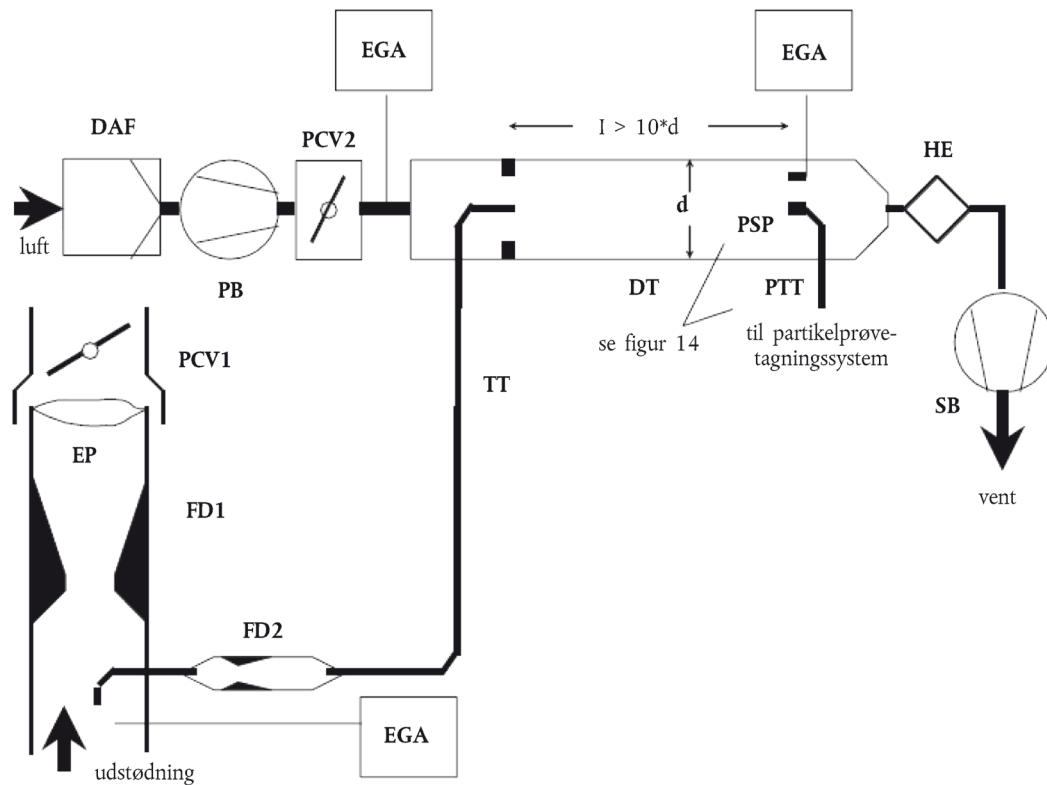 EGA
EGA
DAF
PCV2
l > 10*d
HE
luft
PB
d
PSP
DT
PTT
se figur 14
til partikelprøve-
tagningssystem
PCV1
TT
SB
EP
vent
FD1
FD2
EGA
udstødning